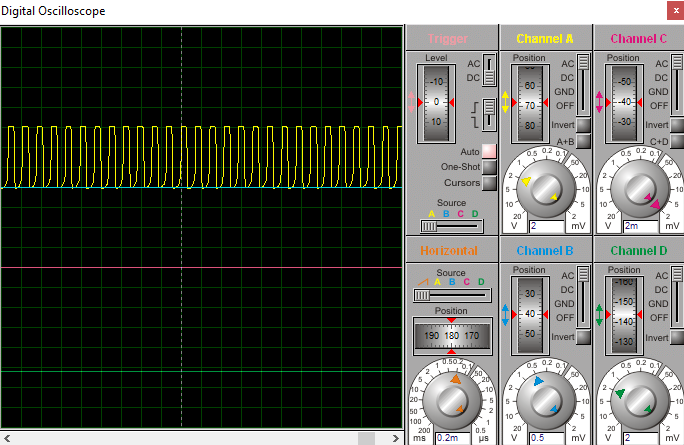 Digital Oscilloscope
x
Trigger
Level
AC
DC
-10
0
10
Auto
One-Shot
Cursors
Source
A B C D
Channel A
Position
60
70
80
AC
DC
GND
OFF
Invert
A+B
0.5 0.2 0.1
1 50
2 20
5 10
10 5
20 2
V 2 mV
Channel C
Position
-50
-40
-30
AC
DC
GND
OFF
Invert
C+D
0.5 0.2 0.1
1 50
2 20
5 10
10 5
20 2
V 2m mV
Horizontal
Source
A B C D
Position
190 180 170
0.5 0.2 0.1
1 50
2 20
5 10
10 5
20 2
50 1
100 0.5
200
ms 0.2m µs
Channel B
Position
30
40
50
AC
DC
GND
OFF
Invert
0.5 0.2 0.1
1 50
2 20
5 10
10 5
20 2
V 0.5 mV
Channel D
Position
-160
-150
-140
-130
AC
DC
GND
OFF
Invert
0.5 0.2 0.1
1 50
2 20
5 10
10 5
20 2
V 2 mV